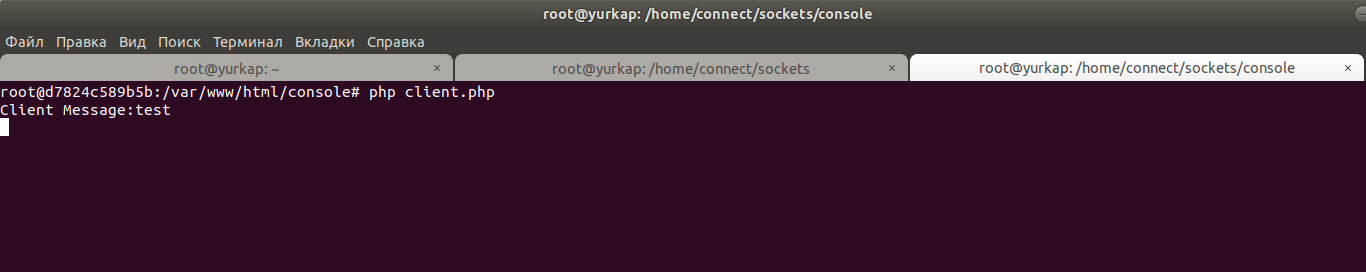 root@yurkap: /home/connect/sockets/console
Файл Правка Вид Поиск Терминал Вкладки Справка
root@yurkap: ~ × root@yurkap: /home/connect/sockets × root@yurkap: /home/connect/sockets/console ×
root@d7824c589b5b:/var/www/html/console# php client.php
Client Message:test